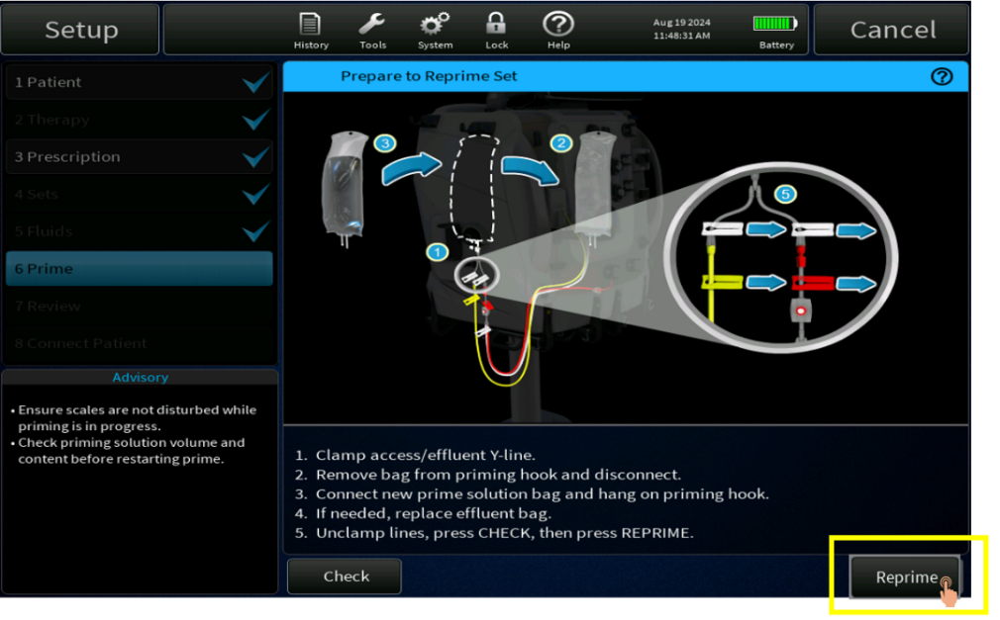 Setup
History
Tools
System
Lock
Help
Aug 19 2024
11:48:31 AM
Battery
Cancel
1 Patient
2 Therapy
3 Prescription
4 Sets
5 Fluids
6 Prime
7 Review
8 Connect Patient
Advisory
• Ensure scales are not disturbed while
priming is in progress.
• Check priming solution volume and
content before restarting prime.
Prepare to Reprime Set
3
2
1
5
1. Clamp access/effluent Y-line.
2. Remove bag from priming hook and disconnect.
3. Connect new prime solution bag and hang on priming hook.
4. If needed, replace effluent bag.
5. Unclamp lines, press CHECK, then press REPRIME.
Check
Reprime